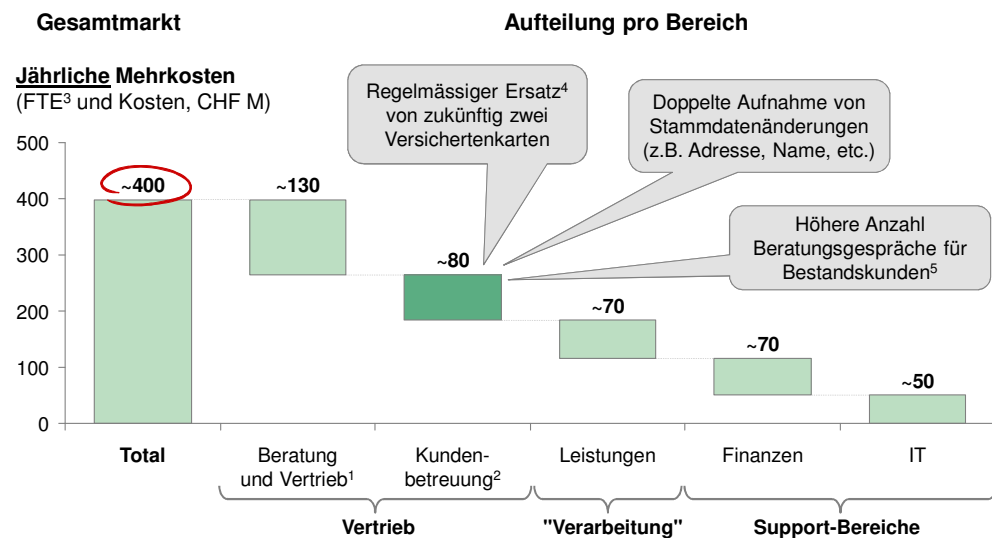 Gesamtmarkt
Aufteilung pro Bereich
Jährliche Mehrkosten
(FTE³ und Kosten, CHF M)
Regelmässiger Ersatz⁴
von zukünftig zwei
Versichertenkarten
Doppelte Aufnahme von
Stammdatenänderungen
(z.B. Adresse, Name, etc.)
Höhere Anzahl
Beratungsgespräche für
Bestandskunden⁵
500
400
300
200
100
0
~400
~130
~80
~70
~70
~50
Total
Beratung
und Vertrieb¹
Kunden-
betreuung²
Leistungen
Finanzen
IT
Vertrieb
"Verarbeitung"
Support-Bereiche